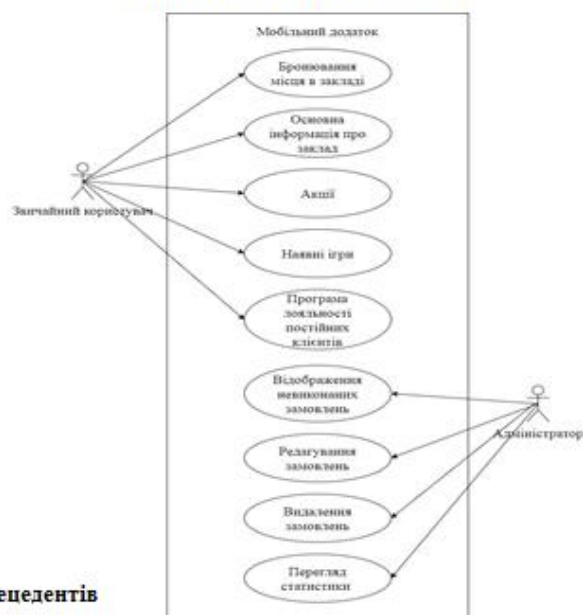 Мобільний додаток
Бронювання
місця в закладі
Основна
інформація про
заклад
Акції
Звичайний користувач
Наявні ігри
Програма
лояльності
постійних
клієнтів
Відображення
невиконаних
замовлень
Адміністратор
Редагування
замовлень
Видалення
замовлень
Перегляд
статистики
ецедентів